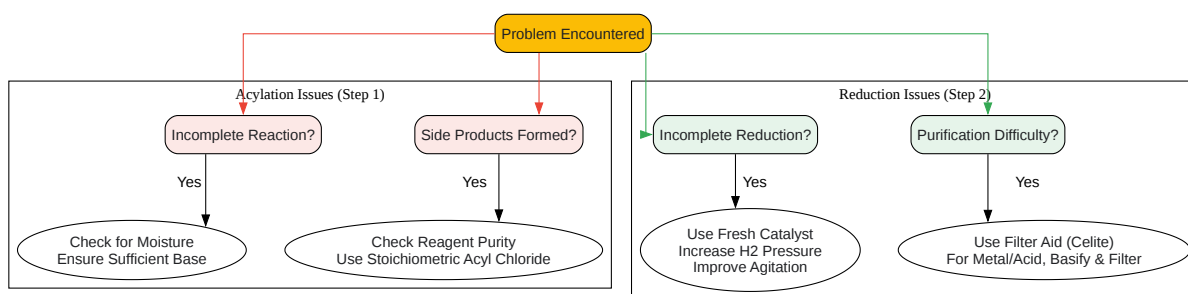 Problem Encountered
Acylation Issues (Step 1)
Reduction Issues (Step 2)
Incomplete Reaction?
Side Products Formed?
Incomplete Reduction?
Purification Difficulty?
Yes
Yes
Yes
Yes
Check for Moisture
Ensure Sufficient Base
Check Reagent Purity
Use Stoichiometric Acyl Chloride
Use Fresh Catalyst
Increase H2 Pressure
Improve Agitation
Use Filter Aid (Celite)
For Metal/Acid, Basify & Filter